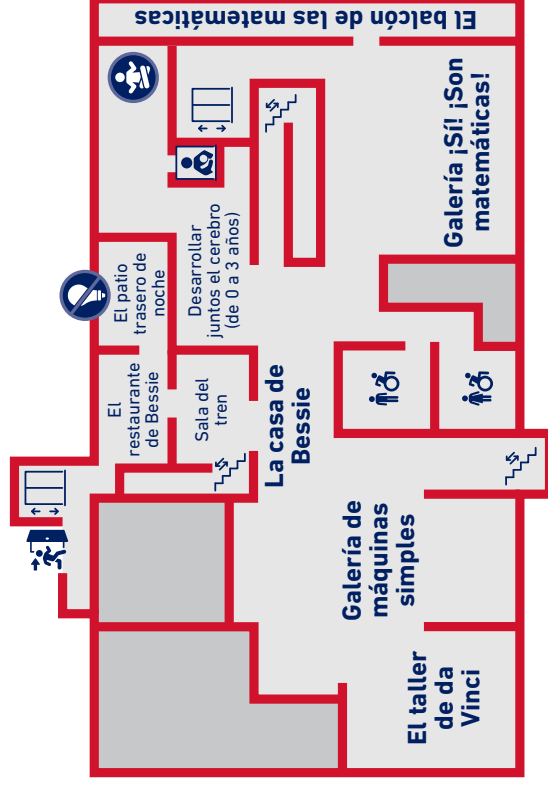 El balcón de las matemáticas
Galería ¡Sí! ¡Son
matemáticas!
Desarrollar
juntos el cerebro
(de 0 a 3 años)
El patio
trasero de
noche
El
restaurante
de Bessie
Sala del
tren
La casa de
Bessie
Galería de
máquinas
simples
El taller
de da
Vinci